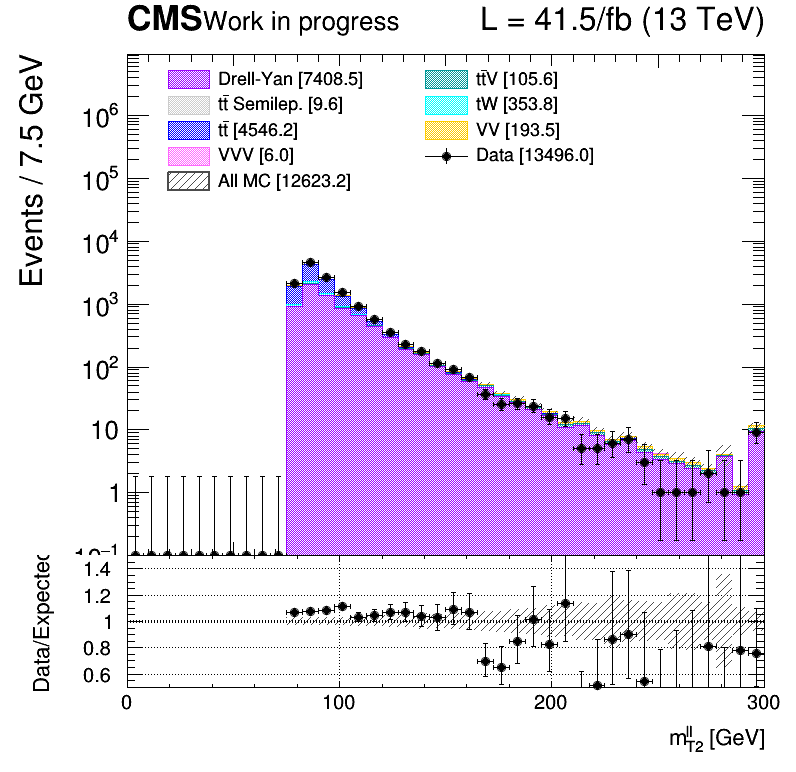 CMS Work in progress L = 41.5/fb (13 TeV)
Events / 7.5 GeV
Drell-Yan [7408.5]
tt̄ Semilep. [9.6]
tt̄ [4546.2]
VVV [6.0]
All MC [12623.2]
tt̄V [105.6]
tW [353.8]
VV [193.5]
Data [13496.0]
10⁶
10⁵
10⁴
10³
10²
10
1
10⁻¹
Data/Expected
1.4
1.2
1
0.8
0.6
0 100 200 300
m_{T2}^{ll} [GeV]